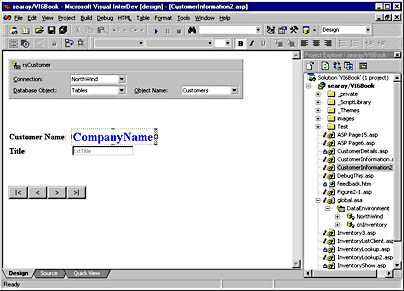 searay/VI6Book - Microsoft Visual InterDev [design] - [CustomerInformation2.asp]
File Edit View Project Build Debug HTML Table Format Tools Window Help
Design
rsCustomer
Connection: NorthWind
Database Object: Tables Object Name: Customers
Customer Name: CompanyName
Title: txtTitle
|< < > >|
Design Source Quick View
Ready
Project Explorer - searay/VI6Book
Solution 'VI6Book' (1 project)
searay/VI6Book
_private
_ScriptLibrary
_Themes
images
Test
ASP Page15.asp
ASP Page6.asp
CustomerDetails.asp
CustomerInformation.
CustomerInformation2
DebugThis.asp
feedback.htm
Figure2-1.asp
global.asa
DataEnvironment
NorthWind
cnInventory
Inventory3.asp
InventoryListClient.asp
InventoryLookup.asp
InventoryLookup2.asp
InventoryShow.asp